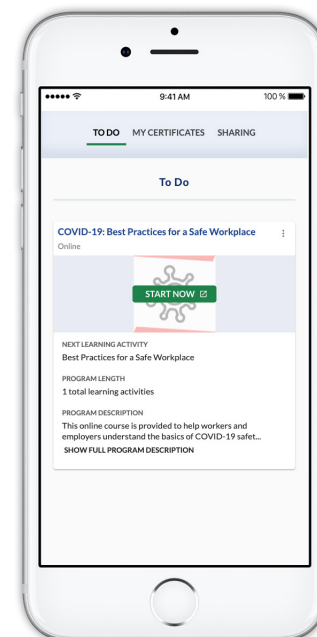 9:41 AM
100 %
TO DO MY CERTIFICATES SHARING
To Do
COVID-19: Best Practices for a Safe Workplace
Online
START NOW
NEXT LEARNING ACTIVITY
Best Practices for a Safe Workplace
PROGRAM LENGTH
1 total learning activities
PROGRAM DESCRIPTION
This online course is provided to help workers and
employers understand the basics of COVID-19 safet...
SHOW FULL PROGRAM DESCRIPTION